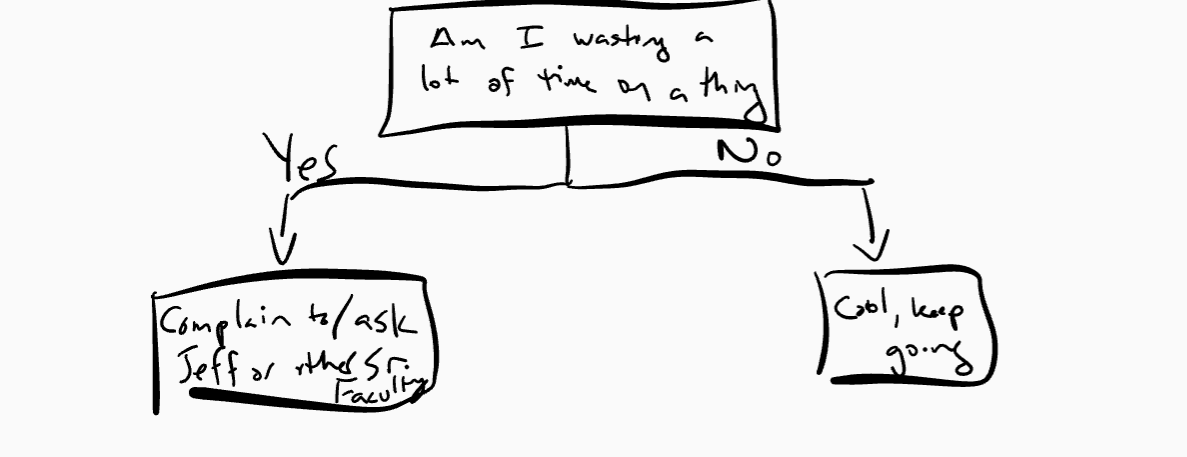 Am I wasting a
lot of time on a thing
Yes
No
Complain to/ask
Jeff or other Sr.
Faculty
Cool, keep
going